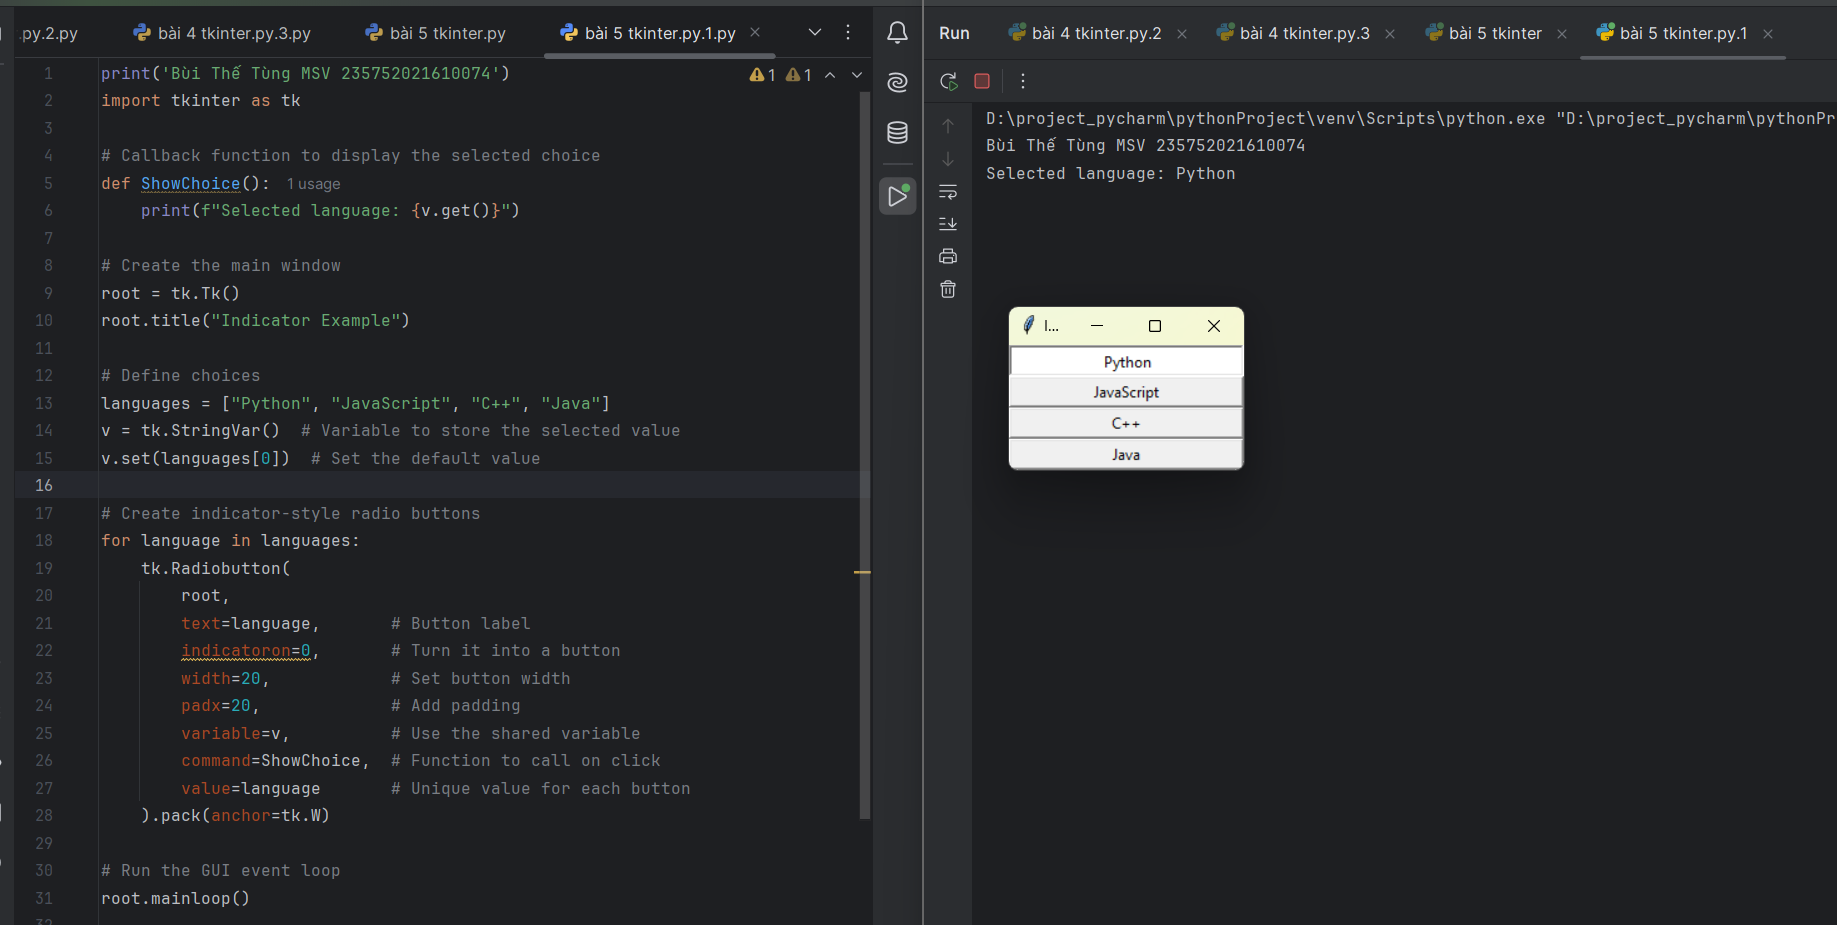 .py.2.py
bài 4 tkinter.py.3.py
bài 5 tkinter.py
bài 5 tkinter.py.1.py
1 print('Bùi Thế Tùng MSV 235752021610074')
1 1
2 import tkinter as tk
3
4 # Callback function to display the selected choice
5 def ShowChoice(): 1 usage
6 print(f"Selected language: {v.get()}")
7
8 # Create the main window
9 root = tk.Tk()
10 root.title("Indicator Example")
11
12 # Define choices
13 languages = ["Python", "JavaScript", "C++", "Java"]
14 v = tk.StringVar() # Variable to store the selected value
15 v.set(languages[0]) # Set the default value
16
17 # Create indicator-style radio buttons
18 for language in languages:
19 tk.Radiobutton(
20 root,
21 text=language, # Button label
22 indicatoron=0, # Turn it into a button
23 width=20, # Set button width
24 padx=20, # Add padding
25 variable=v, # Use the shared variable
26 command=ShowChoice, # Function to call on click
27 value=language # Unique value for each button
28 ).pack(anchor=tk.W)
29
30 # Run the GUI event loop
31 root.mainloop()
32
Run
bài 4 tkinter.py.2
bài 4 tkinter.py.3
bài 5 tkinter
bài 5 tkinter.py.1
D:\project_pycharm\pythonProject\venv\Scripts\python.exe "D:\project_pycharm\pythonPr
Bùi Thế Tùng MSV 235752021610074
Selected language: Python
I...
Python
JavaScript
C++
Java